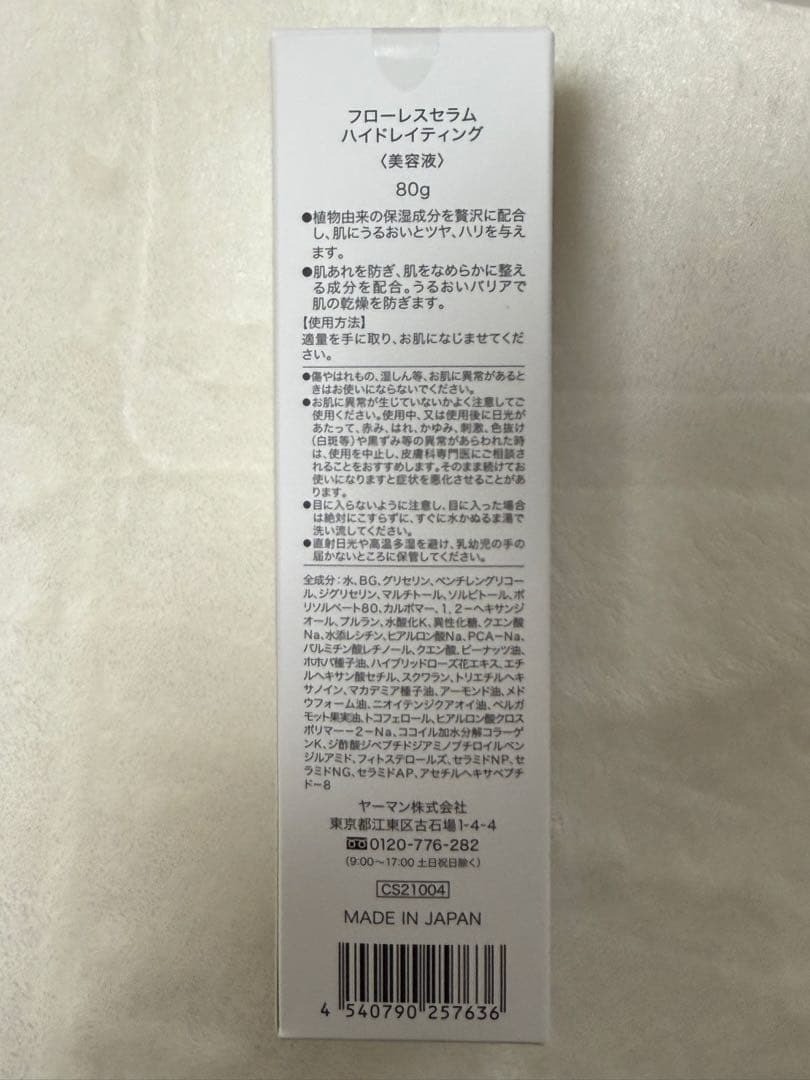 フローレスセラム
ハイドレイティング
〈美容液〉
80g
●植物由来の保湿成分を贅沢に配合
し、肌にうるおいとツヤ、ハリを与え
ます。
●肌あれを防ぎ、肌をなめらかに整え
る成分を配合。うるおいバリアで
肌の乾燥を防ぎます。
【使用方法】
適量を手に取り、お肌になじませてくだ
さい。
●傷やはれもの、湿しん等、お肌に異常があると
きはお使いにならないでください。
●お肌に異常が生じていないかよく注意してご
使用ください。使用中、又は使用後に日光が
あたって、赤み、はれ、かゆみ、刺激、色抜け
(白斑等)や黒ずみ等の異常があらわれた時
は、使用を中止し、皮膚科専門医にご相談さ
れることをおすすめします。そのまま続けてお
使いになりますと症状を悪化させることがあ
ります。
●目に入らないように注意し、目に入った場合
は絶対にこすらずに、すぐに水かぬるま湯で
洗い流してください。
●直射日光や高温多湿を避け、乳幼児の手の
届かないところに保管してください。
全成分:水、BG、グリセリン、ペンチレングリコー
ル、ジグリセリン、マルチトール、ソルビトール、ポ
リソルベート80、カルボマー、1,2-ヘキサンジ
オール、プルラン、水酸化K、異性化糖、クエン酸
Na、水添レシチン、ヒアルロン酸Na、PCA-Na、
パルミチン酸レチノール、クエン酸、ピーナッツ油、
ホホバ種子油、ハイブリッドローズ花エキス、エチ
ルヘキサン酸セチル、スクワラン、トリエチルヘキ
サノイン、マカデミア種子油、アーモンド油、メド
ウフォーム油、ニオイテンジクアオイ油、ベルガ
モット果実油、トコフェロール、ヒアルロン酸クロス
ポリマー-2-Na、ココイル加水分解コラーゲ
ンK、ジ酢酸ジペプチドジアミノブチロイルベン
ジルアミド、フィトステロールズ、セラミドNP、セ
ラミドNG、セラミドAP、アセチルヘキサペプチ
ド-8
ヤーマン株式会社
東京都江東区古石場1-4-4
0120-776-282
(9:00～17:00 土日祝日除く)
CS21004
MADE IN JAPAN
4 540790 257636